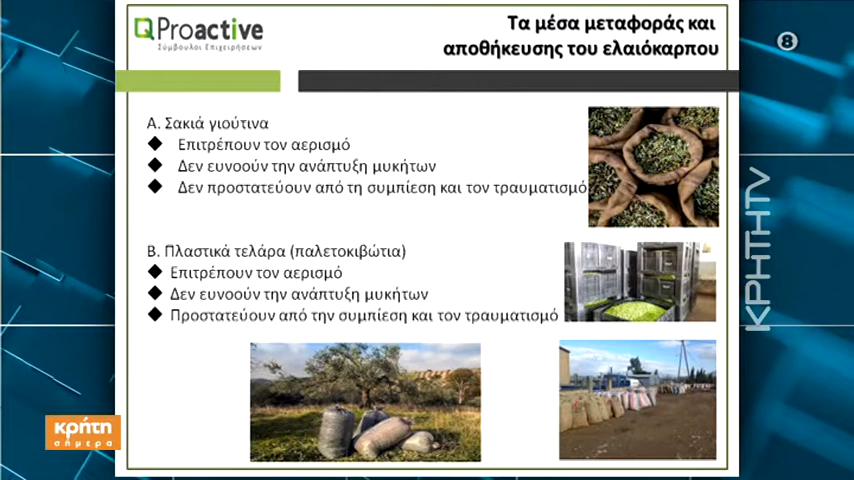 Proactive
Σύμβουλοι Επιχειρήσεων
Τα μέσα μεταφοράς και
αποθήκευσης του ελαιόκαρπου
8
Α. Σακιά γιούτινα
Επιτρέπουν τον αερισμό
Δεν ευνοούν την ανάπτυξη μυκήτων
Δεν προστατεύουν από τη συμπίεση και τον τραυματισμό
Β. Πλαστικά τελάρα (παλετοκιβώτια)
Επιτρέπουν τον αερισμό
Δεν ευνοούν την ανάπτυξη μυκήτων
Προστατεύουν από την συμπίεση και τον τραυματισμό
ΚΡΗΤΗTV
κρήτη
σήμερα